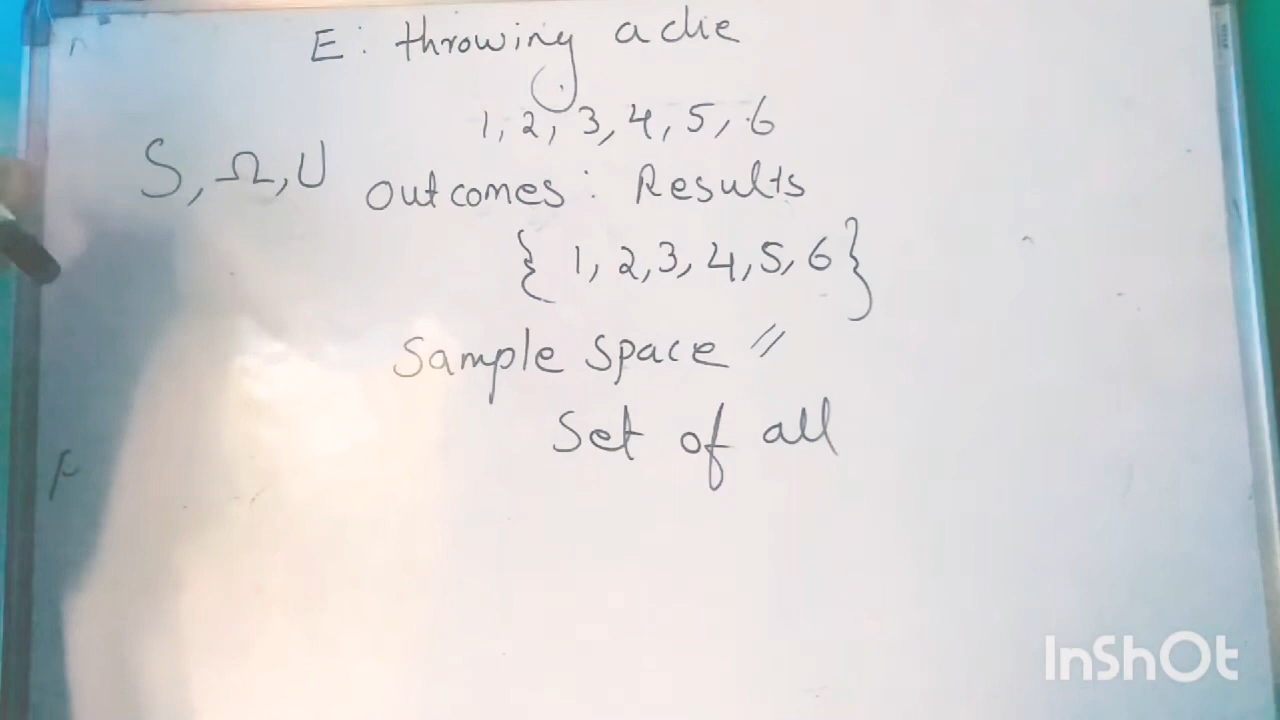 E: throwing a die
1, 2, 3, 4, 5, 6
S, Ω, U
outcomes: Results
{ 1, 2, 3, 4, 5, 6 }
Sample space //
Set of all
InShOt